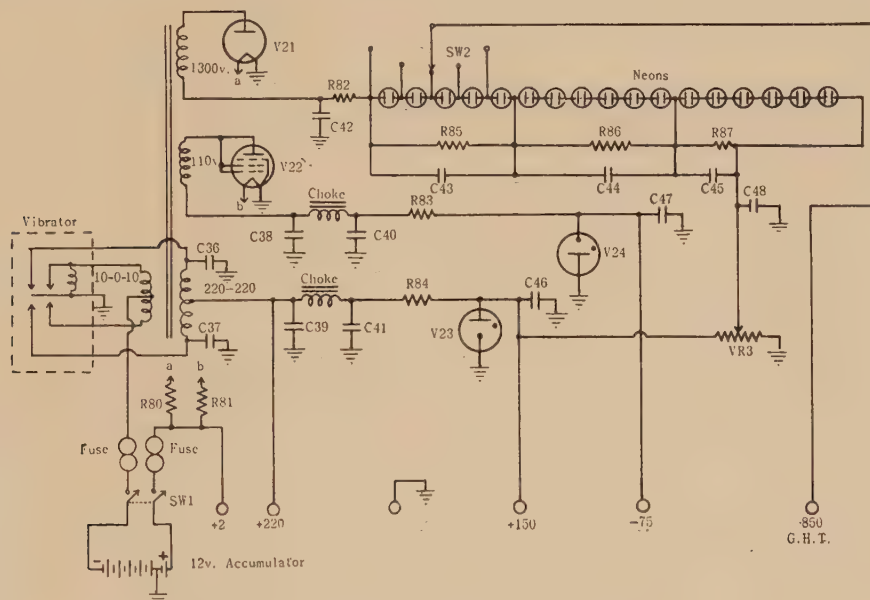 V21
1300v.
a
SW2
Neons
R82
C42
R85
R86
R87
C43
C44
C45
110v
V22
b
Choke
R83
C47
C48
Vibrator
C38
C40
V24
C36
10-0-10
220-220
Choke
R84
C46
C37
C39
C41
V23
VR3
a
b
R80
R81
Fuse
Fuse
SW1
+2
+220
+150
-75
-850
G.H.T.
-
+
12v. Accumulator